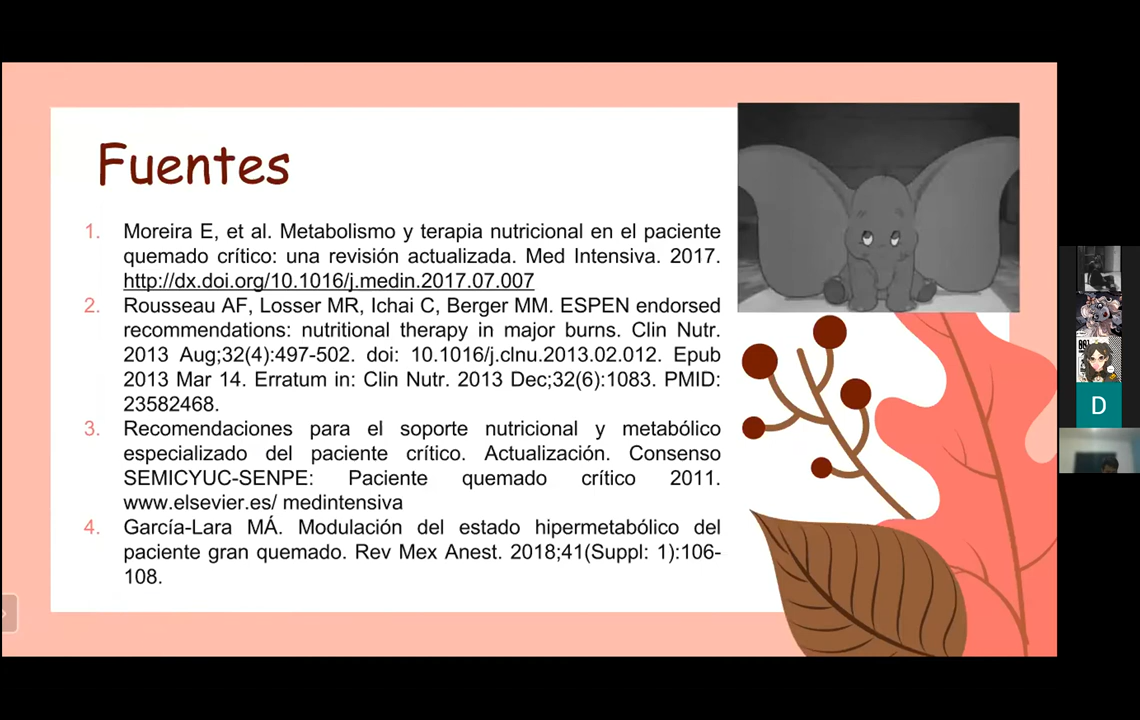 Fuentes
1. Moreira E, et al. Metabolismo y terapia nutricional en el paciente
quemado crítico: una revisión actualizada. Med Intensiva. 2017.
http://dx.doi.org/10.1016/j.medin.2017.07.007
2. Rousseau AF, Losser MR, Ichai C, Berger MM. ESPEN endorsed
recommendations: nutritional therapy in major burns. Clin Nutr.
2013 Aug;32(4):497-502. doi: 10.1016/j.clnu.2013.02.012. Epub
2013 Mar 14. Erratum in: Clin Nutr. 2013 Dec;32(6):1083. PMID:
23582468.
3. Recomendaciones para el soporte nutricional y metabólico
especializado del paciente crítico. Actualización. Consenso
SEMICYUC-SENPE: Paciente quemado crítico 2011.
www.elsevier.es/ medintensiva
4. García-Lara MÁ. Modulación del estado hipermetabólico del
paciente gran quemado. Rev Mex Anest. 2018;41(Suppl: 1):106-
108.
D